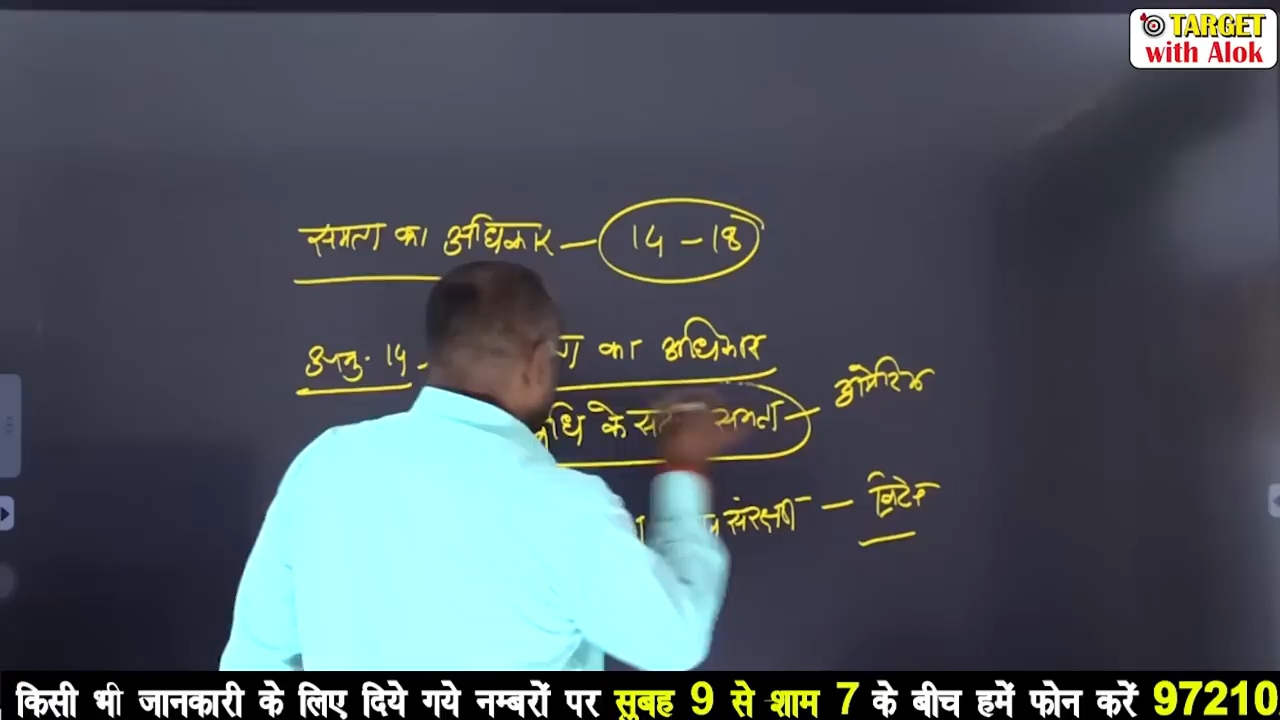 TARGET
with Alok
समता का अधिकार — 14 – 18
अनु. 14 - का अधिकार
के समता — अमेरिका
संरक्षण — ब्रिटेन
किसी भी जानकारी के लिए दिये गये नम्बरों पर सुबह 9 से शाम 7 के बीच हमें फोन करें 97210